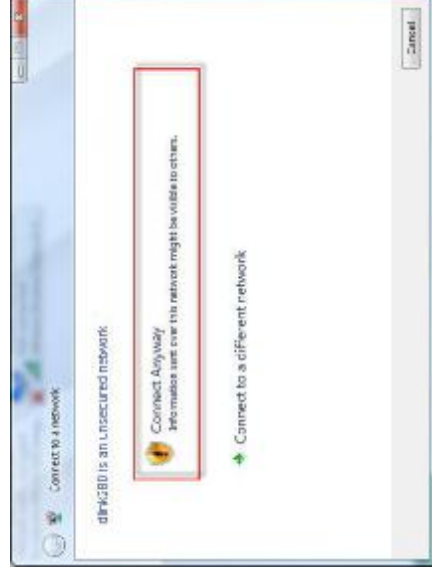 Connect to a network
dlink280 is an unsecured network
Connect Anyway
Information sent over this network might be visible to others.
Connect to a different network
Cancel